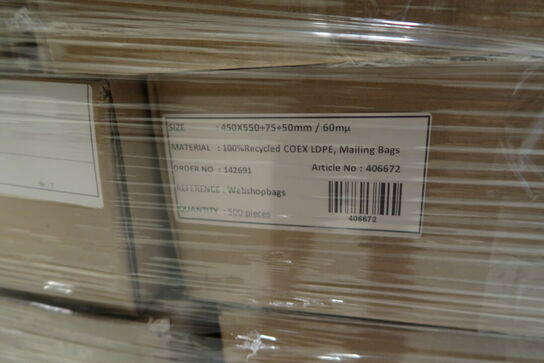 SIZE : 450X550+75+50mm / 60mµ
MATERIAL : 100%Recycled COEX LDPE, Mailing Bags
ORDER NO : 142691 Article No : 406672
REFERENCE : Webshopbags
QUANTITY : 500 pieces
406672